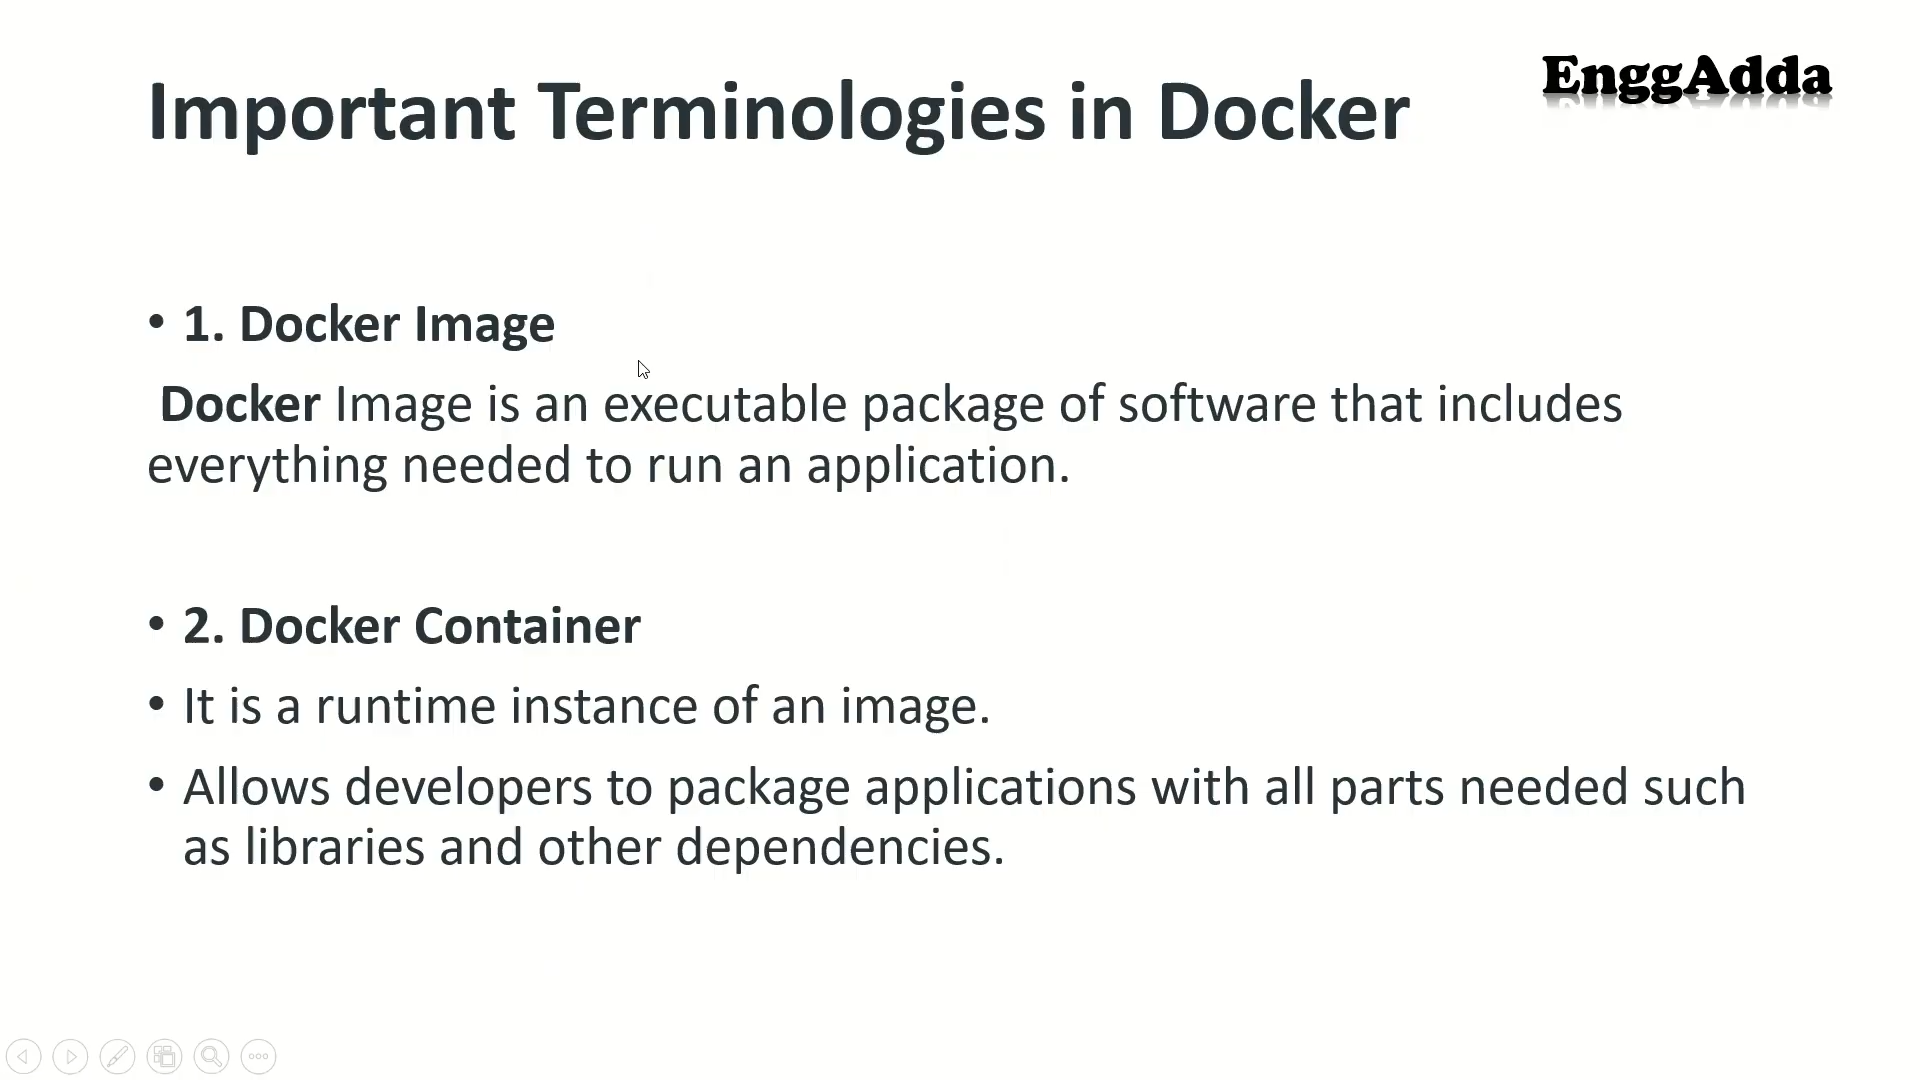 EnggAdda
Important Terminologies in Docker
• 1. Docker Image
Docker Image is an executable package of software that includes
everything needed to run an application.
• 2. Docker Container
• It is a runtime instance of an image.
• Allows developers to package applications with all parts needed such
as libraries and other dependencies.